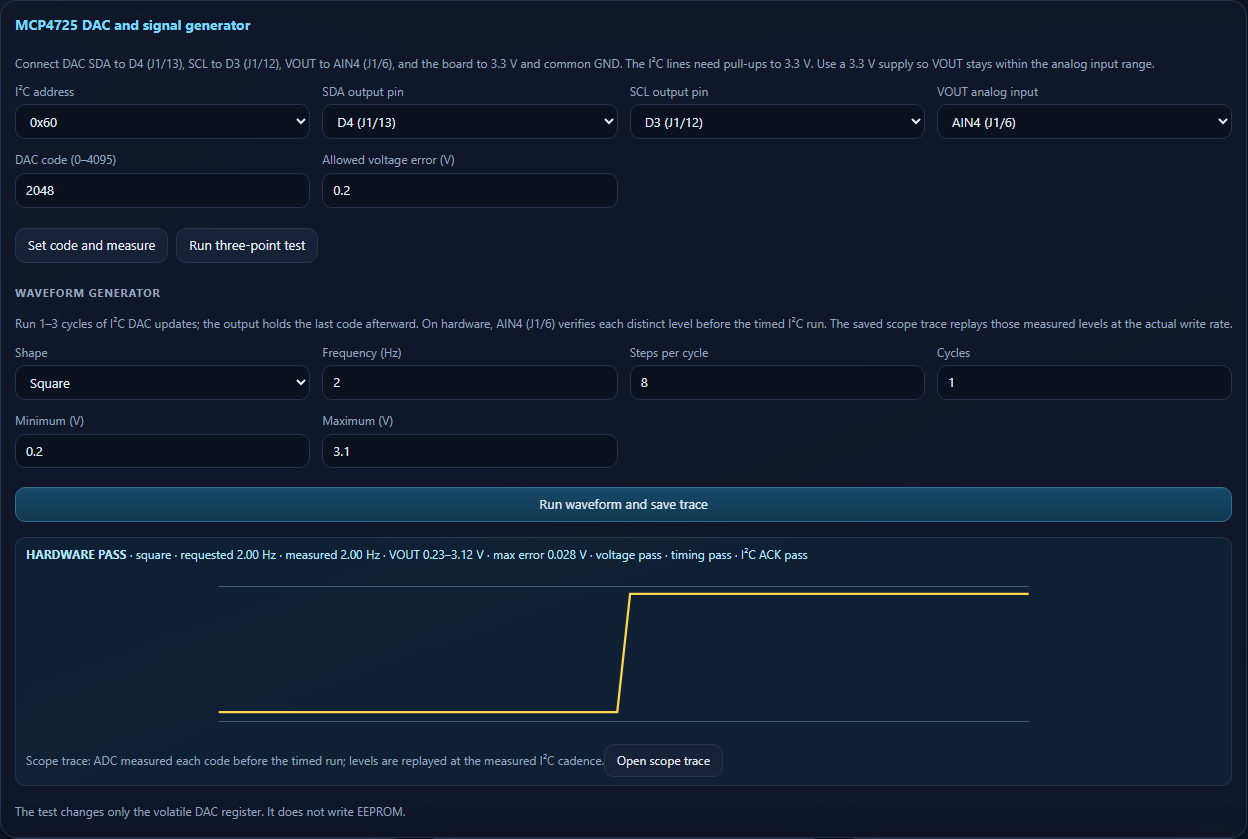 MCP4725 DAC and signal generator
Connect DAC SDA to D4 (J1/13), SCL to D3 (J1/12), VOUT to AIN4 (J1/6), and the board to 3.3 V and common GND. The I²C lines need pull-ups to 3.3 V. Use a 3.3 V supply so VOUT stays within the analog input range.
I²C address SDA output pin SCL output pin VOUT analog input
0x60 D4 (J1/13) D3 (J1/12) AIN4 (J1/6)
DAC code (0–4095) Allowed voltage error (V)
2048 0.2
Set code and measure Run three-point test
WAVEFORM GENERATOR
Run 1–3 cycles of I²C DAC updates; the output holds the last code afterward. On hardware, AIN4 (J1/6) verifies each distinct level before the timed I²C run. The saved scope trace replays those measured levels at the actual write rate.
Shape Frequency (Hz) Steps per cycle Cycles
Square 2 8 1
Minimum (V) Maximum (V)
0.2 3.1
Run waveform and save trace
HARDWARE PASS · square · requested 2.00 Hz · measured 2.00 Hz · VOUT 0.23–3.12 V · max error 0.028 V · voltage pass · timing pass · I²C ACK pass
Scope trace: ADC measured each code before the timed run; levels are replayed at the measured I²C cadence. Open scope trace
The test changes only the volatile DAC register. It does not write EEPROM.